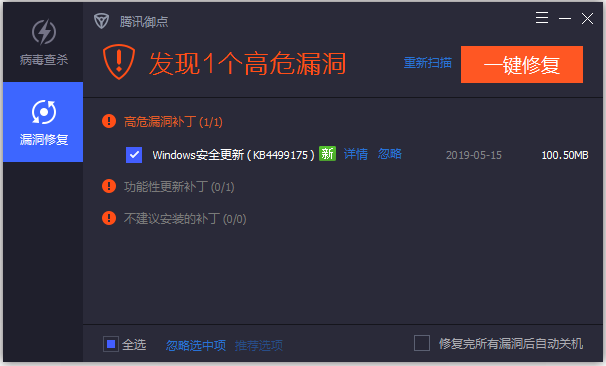 腾讯御点
病毒查杀
发现1个高危漏洞
重新扫描
一键修复
漏洞修复
高危漏洞补丁 (1/1)
Windows安全更新 ( KB4499175 ) 新 详情 忽略 2019-05-15 100.50MB
功能性更新补丁 (0/1)
不建议安装的补丁 (0/0)
全选 忽略选中项 推荐选项 修复完所有漏洞后自动关机